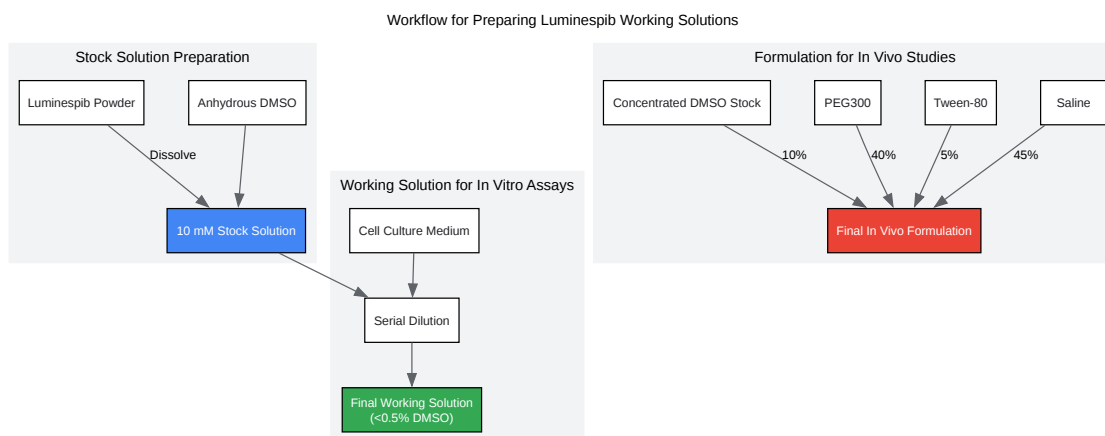 Workflow for Preparing Luminespib Working Solutions
Stock Solution Preparation
Luminespib Powder
Anhydrous DMSO
Dissolve
10 mM Stock Solution
Working Solution for In Vitro Assays
Cell Culture Medium
Serial Dilution
Final Working Solution
(<0.5% DMSO)
Formulation for In Vivo Studies
Concentrated DMSO Stock
PEG300
Tween-80
Saline
10%
40%
5%
45%
Final In Vivo Formulation